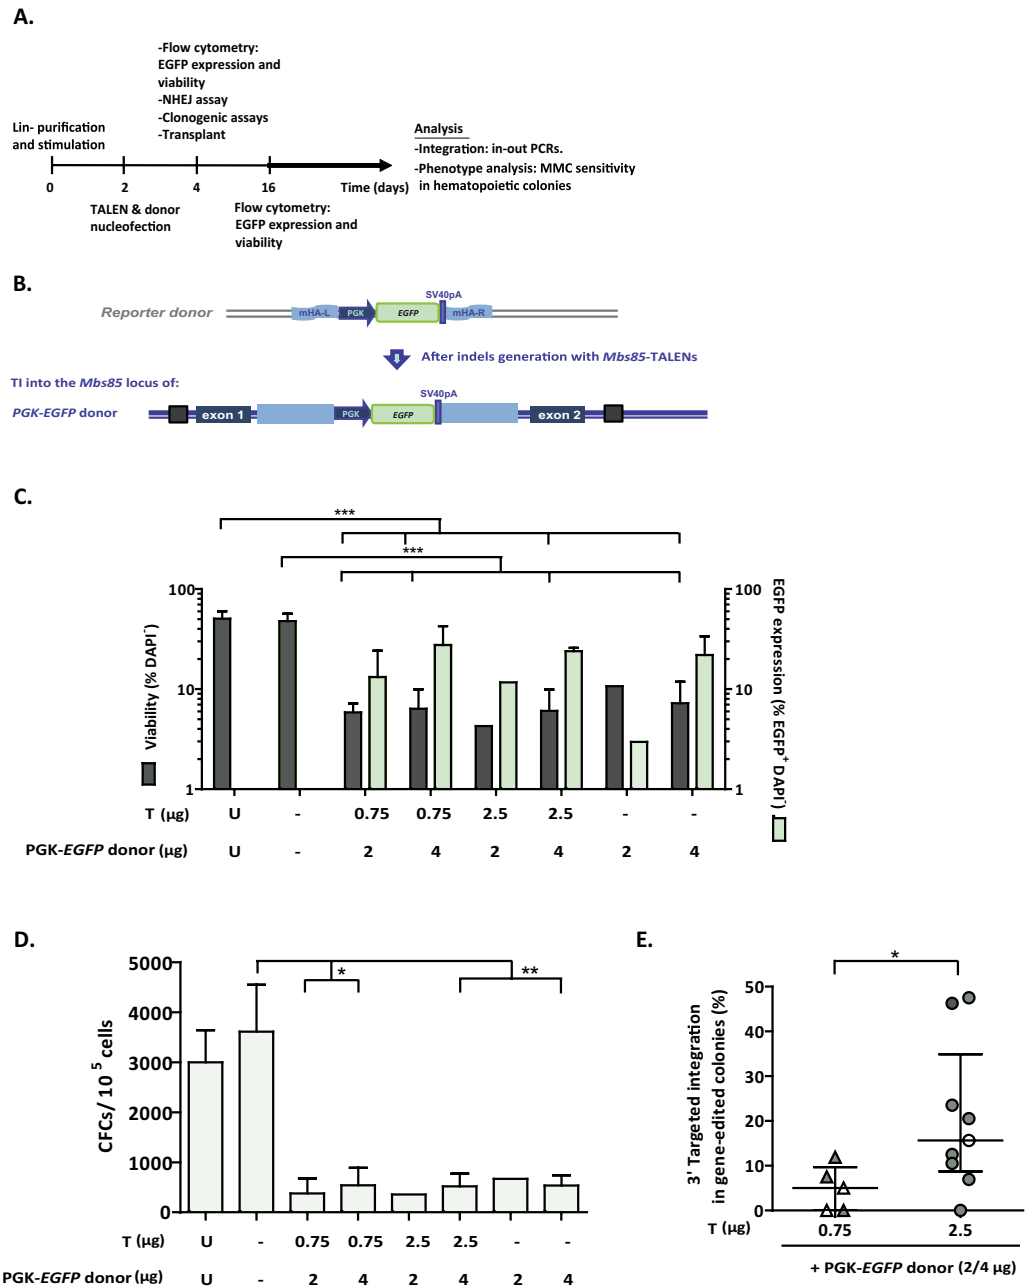 A.
-Flow cytometry:
EGFP expression and
viability
-NHEJ assay
-Clonogenic assays
-Transplant
Lin- purification
and stimulation
0 2 4 16 Time (days)
TALEN & donor
nucleofection
Flow cytometry:
EGFP expression and
viability
Analysis
-Integration: in-out PCRs.
-Phenotype analysis: MMC sensitivity
in hematopoietic colonies
B.
SV40pA
Reporter donor mHA-L PGK EGFP mHA-R
After indels generation with Mbs85-TALENs
TI into the Mbs85 locus of:
SV40pA
PGK-EGFP donor exon 1 PGK EGFP exon 2
C.
***
***
Viability (% DAPI-)
100
10
1
100
10
1
EGFP expression (% EGFP+ DAPI-)
T (µg) U - 0.75 0.75 2.5 2.5 - -
PGK-EGFP donor (µg) U - 2 4 2 4 2 4
D.
CFCs/ 10 5 cells
5000
4000
3000
2000
1000
0
* **
T (µg) U - 0.75 0.75 2.5 2.5 - -
PGK-EGFP donor (µg) U - 2 4 2 4 2 4
E.
*
3' Targeted integration
in gene-edited colonies (%)
50
40
30
20
10
0
T (µg) 0.75 2.5
+ PGK-EGFP donor (2/4 µg)